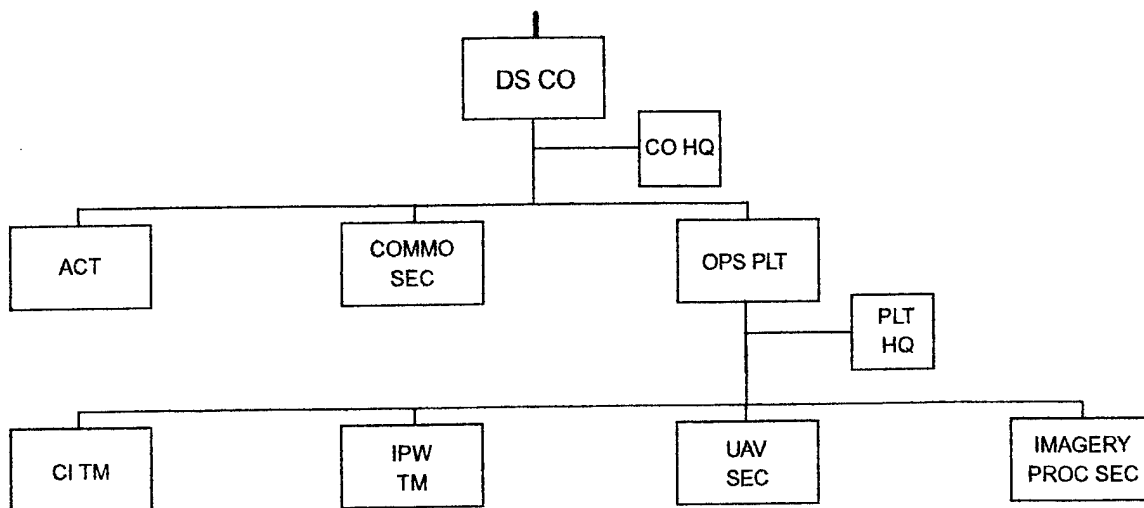 DS CO
CO HQ
ACT
COMMO
SEC
OPS PLT
PLT
HQ
CI TM
IPW
TM
UAV
SEC
IMAGERY
PROC SEC